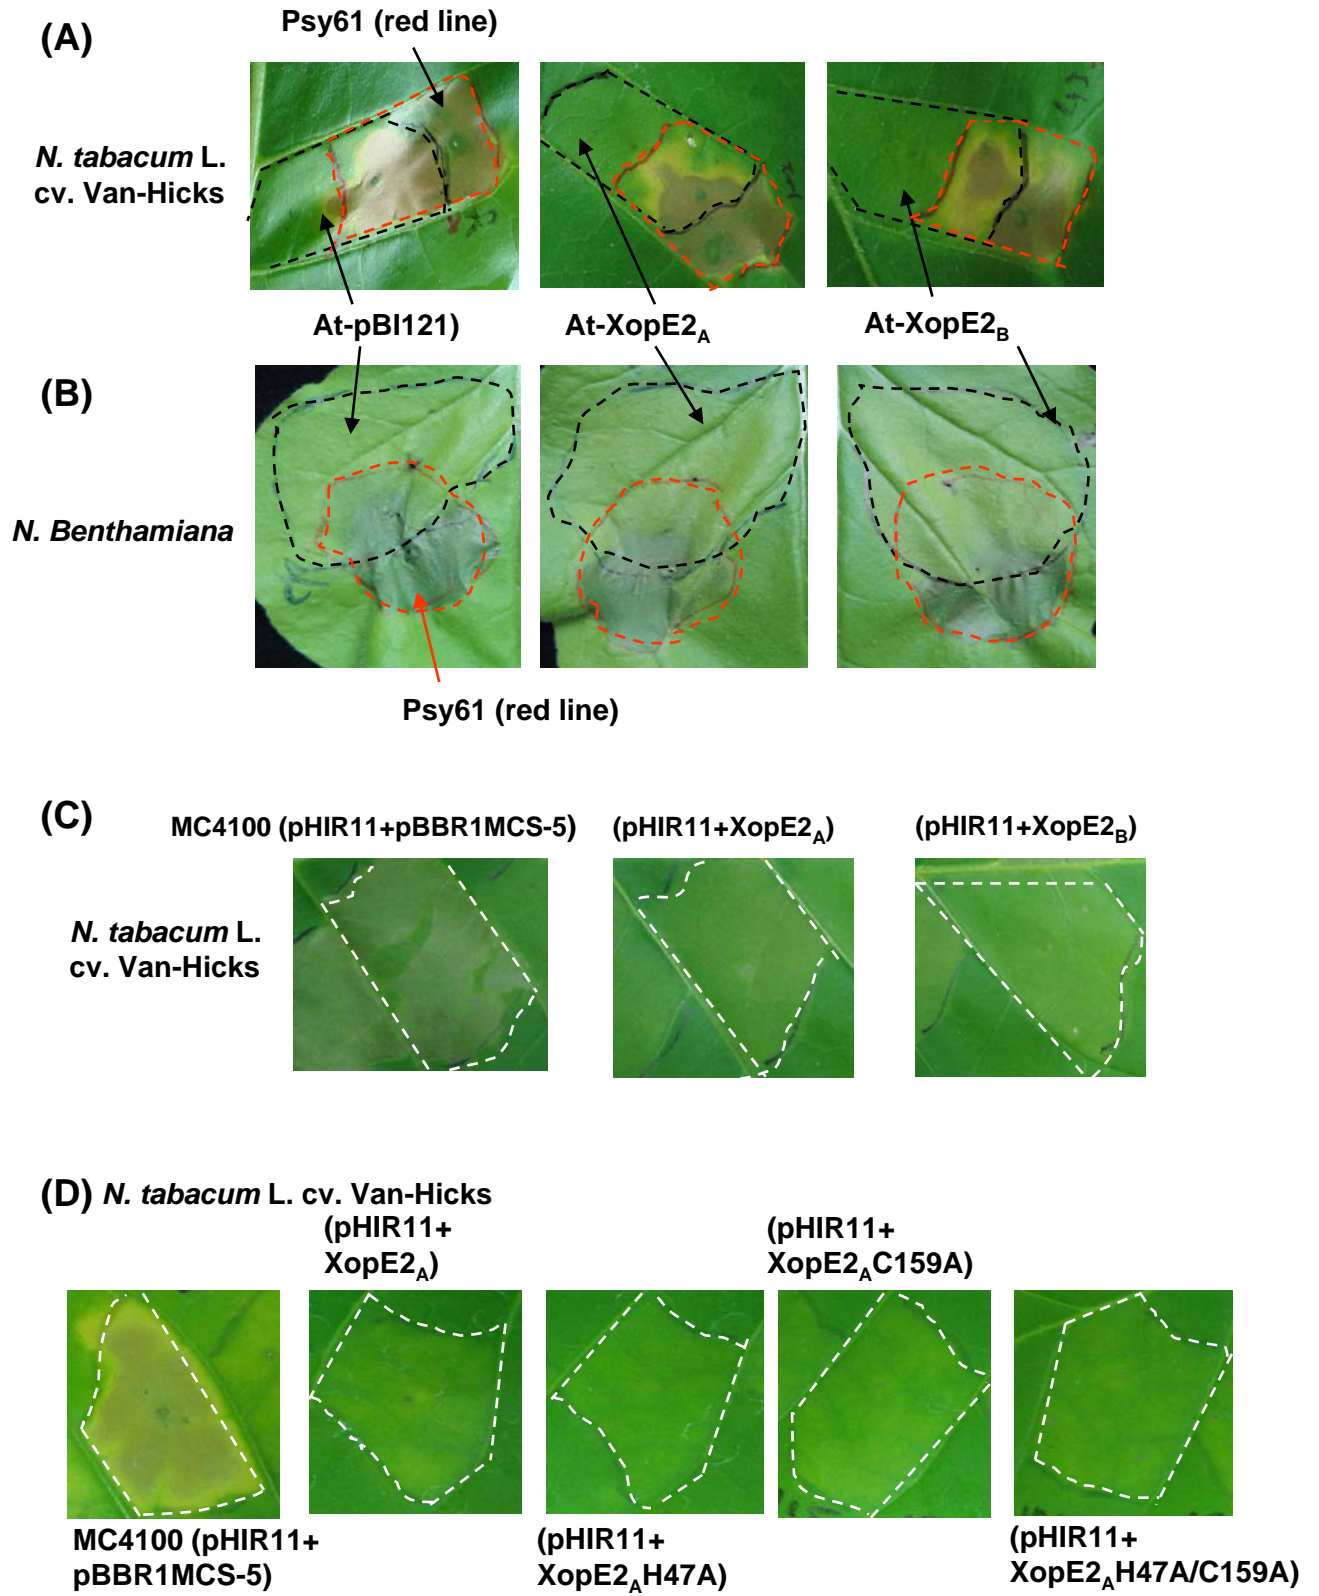 (A)
Psy61 (red line)
N. tabacum L.
cv. Van-Hicks
At-pBI121)
At-XopE2A
At-XopE2B
(B)
N. Benthamiana
Psy61 (red line)
(C)
MC4100 (pHIR11+pBBR1MCS-5)
(pHIR11+XopE2A)
(pHIR11+XopE2B)
N. tabacum L.
cv. Van-Hicks
(D) N. tabacum L. cv. Van-Hicks
(pHIR11+
XopE2A)
(pHIR11+
XopE2AC159A)
MC4100 (pHIR11+
pBBR1MCS-5)
(pHIR11+
XopE2AH47A)
(pHIR11+
XopE2AH47A/C159A)